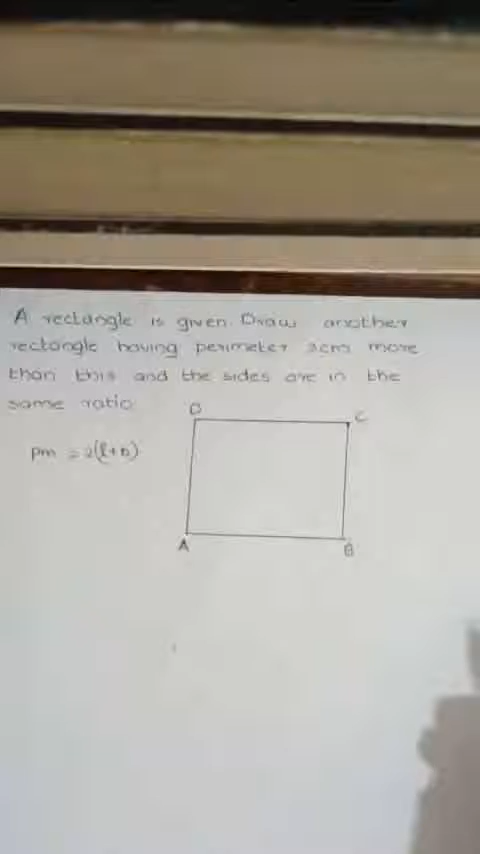 A rectangle is given. Draw another
rectangle having perimeter 2cm more
than this and the sides are in the
same ratio
D C
pm = 2(l+b)
A B